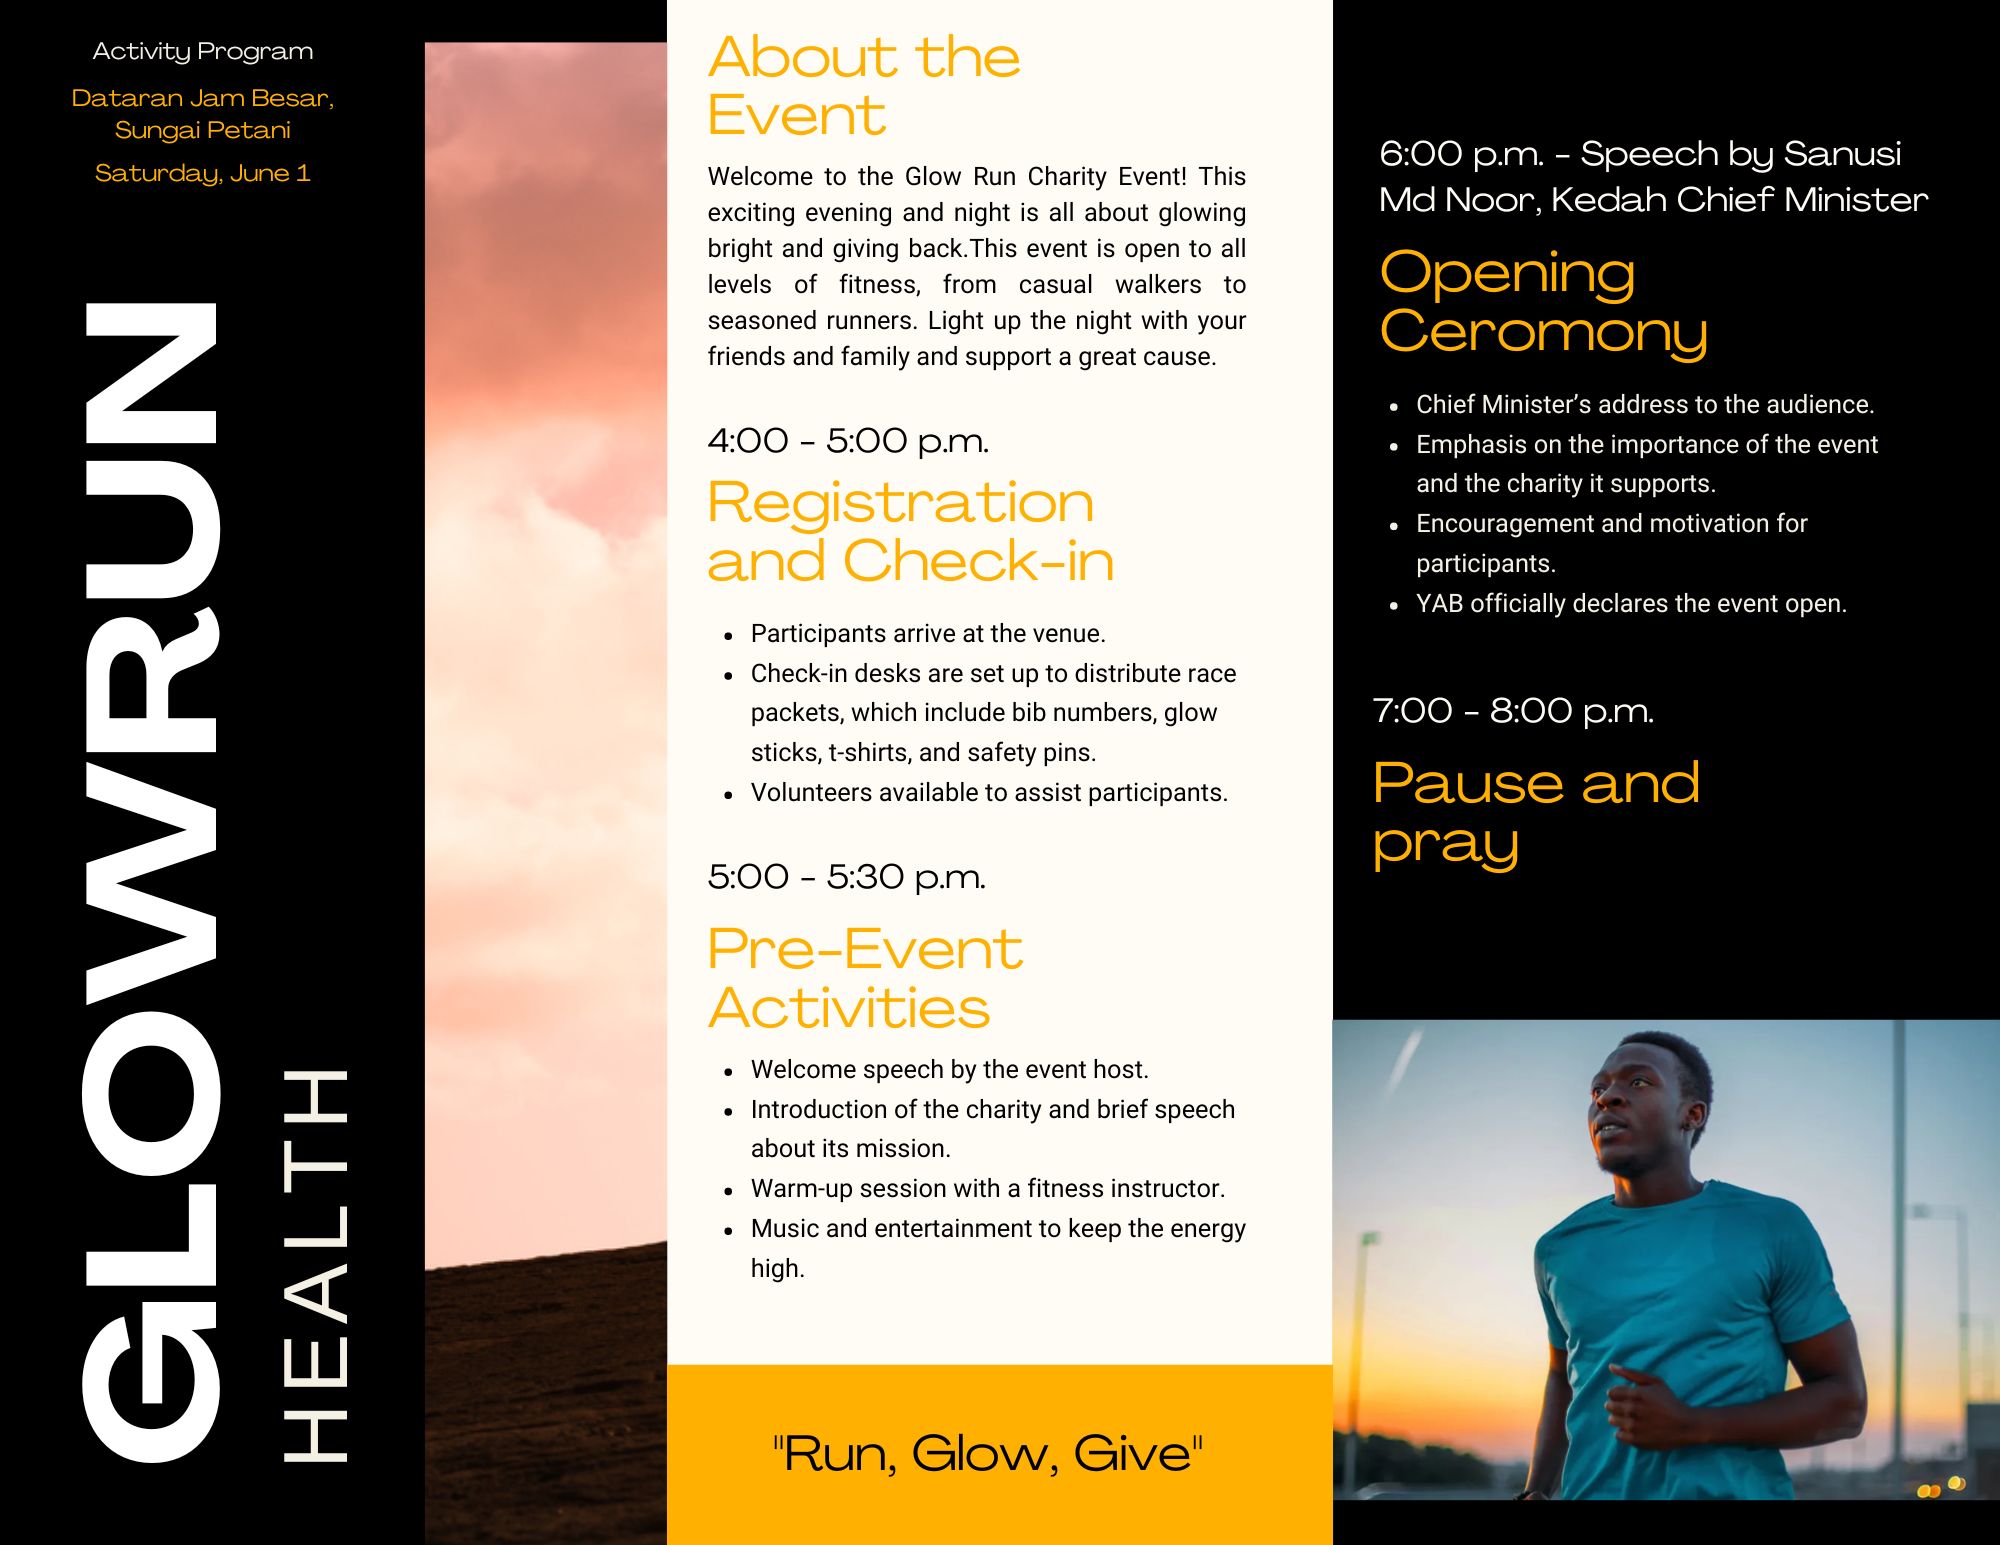 Activity Program
Dataran Jam Besar,
Sungai Petani
Saturday, June 1
GLOWRUN
HEALTH
About the
Event
Welcome to the Glow Run Charity Event! This
exciting evening and night is all about glowing
bright and giving back.This event is open to all
levels of fitness, from casual walkers to
seasoned runners. Light up the night with your
friends and family and support a great cause.
4:00 - 5:00 p.m.
Registration
and Check-in
• Participants arrive at the venue.
• Check-in desks are set up to distribute race
packets, which include bib numbers, glow
sticks, t-shirts, and safety pins.
• Volunteers available to assist participants.
5:00 - 5:30 p.m.
Pre-Event
Activities
• Welcome speech by the event host.
• Introduction of the charity and brief speech
about its mission.
• Warm-up session with a fitness instructor.
• Music and entertainment to keep the energy
high.
"Run, Glow, Give"
6:00 p.m. - Speech by Sanusi
Md Noor, Kedah Chief Minister
Opening
Ceromony
• Chief Minister’s address to the audience.
• Emphasis on the importance of the event
and the charity it supports.
• Encouragement and motivation for
participants.
• YAB officially declares the event open.
7:00 - 8:00 p.m.
Pause and
pray